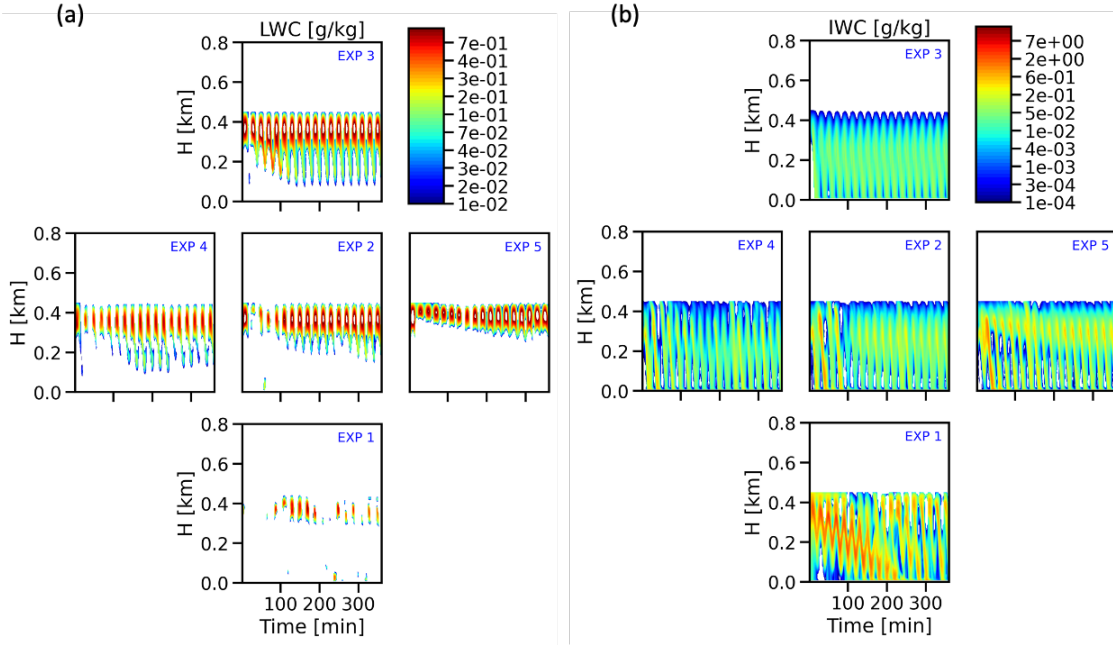 (a)
LWC [g/kg]
EXP 3
0.8
0.6
0.4
0.2
0.0
H [km]
7e-01
4e-01
3e-01
2e-01
1e-01
7e-02
5e-02
3e-02
2e-02
1e-02
EXP 4
0.8
0.6
0.4
0.2
0.0
H [km]
EXP 2
EXP 5
EXP 1
0.8
0.6
0.4
0.2
0.0
H [km]
100 200 300
Time [min]
(b)
IWC [g/kg]
EXP 3
0.8
0.6
0.4
0.2
0.0
H [km]
7e+00
2e+00
6e-01
2e-01
5e-02
1e-02
4e-03
1e-03
3e-04
1e-04
EXP 4
0.8
0.6
0.4
0.2
0.0
H [km]
EXP 2
EXP 5
EXP 1
0.8
0.6
0.4
0.2
0.0
H [km]
100 200 300
Time [min]